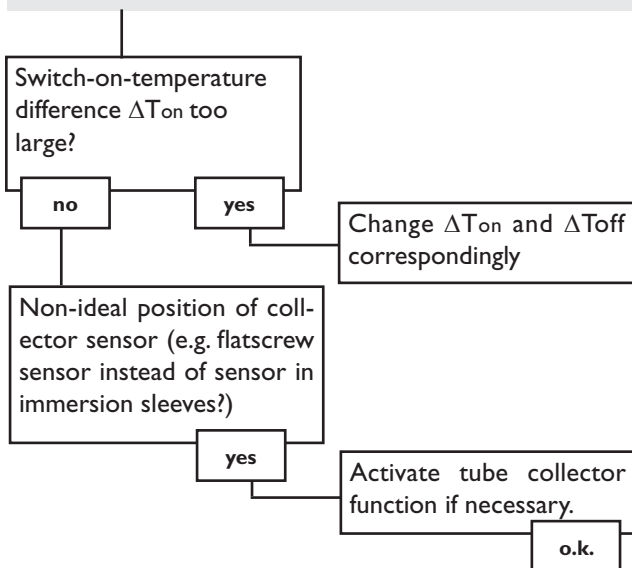 Switch-on-temperature
difference ΔTon too
large?
no
yes
Change ΔTon and ΔToff
correspondingly
Non-ideal position of coll-
ector sensor (e.g. flatscrew
sensor instead of sensor in
immersion sleeves?)
yes
Activate tube collector
function if necessary.
o.k.